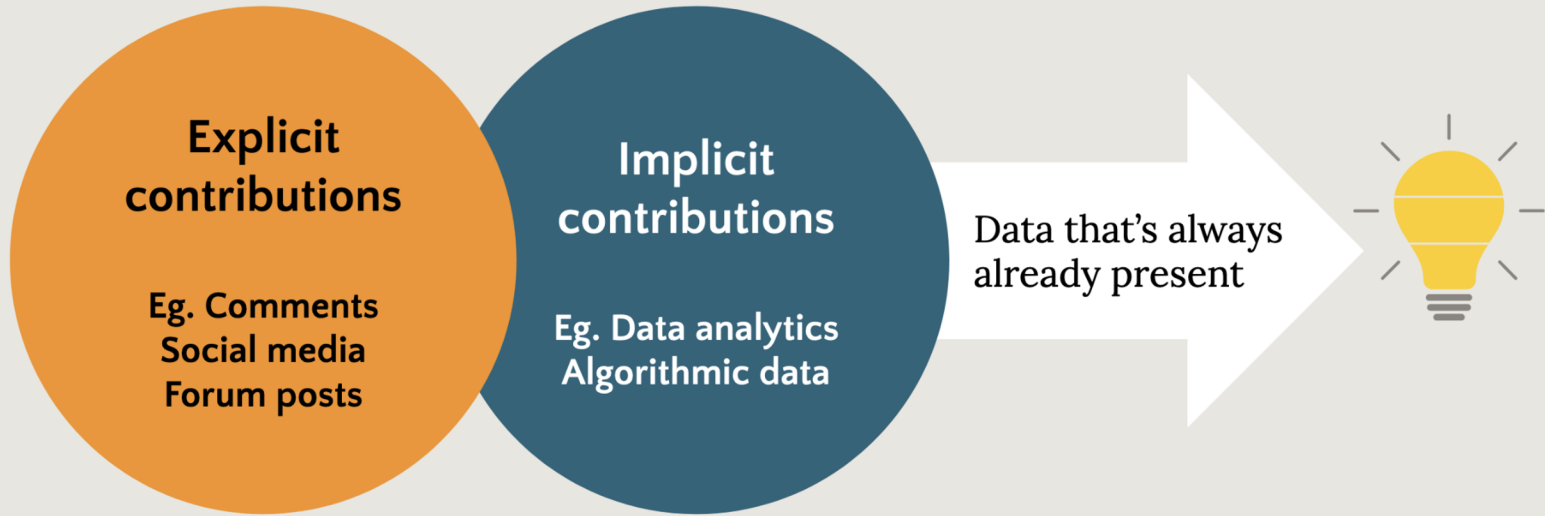 Explicit
contributions
Eg. Comments
Social media
Forum posts
Implicit
contributions
Eg. Data analytics
Algorithmic data
Data that’s always
already present